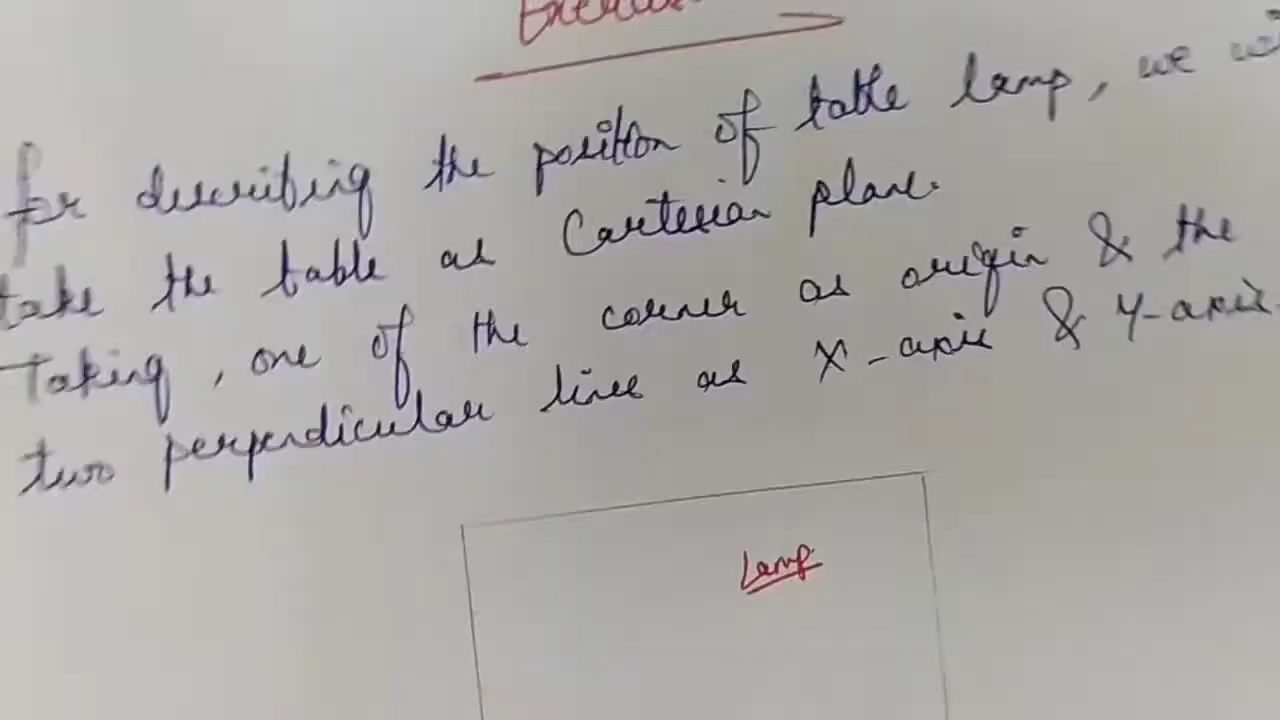 for describing the position of table lamp, we
take the table as Cartesian plane.
Taking, one of the corner as origin & the
two perpendicular lines as X-axis & Y-axis
Lamp